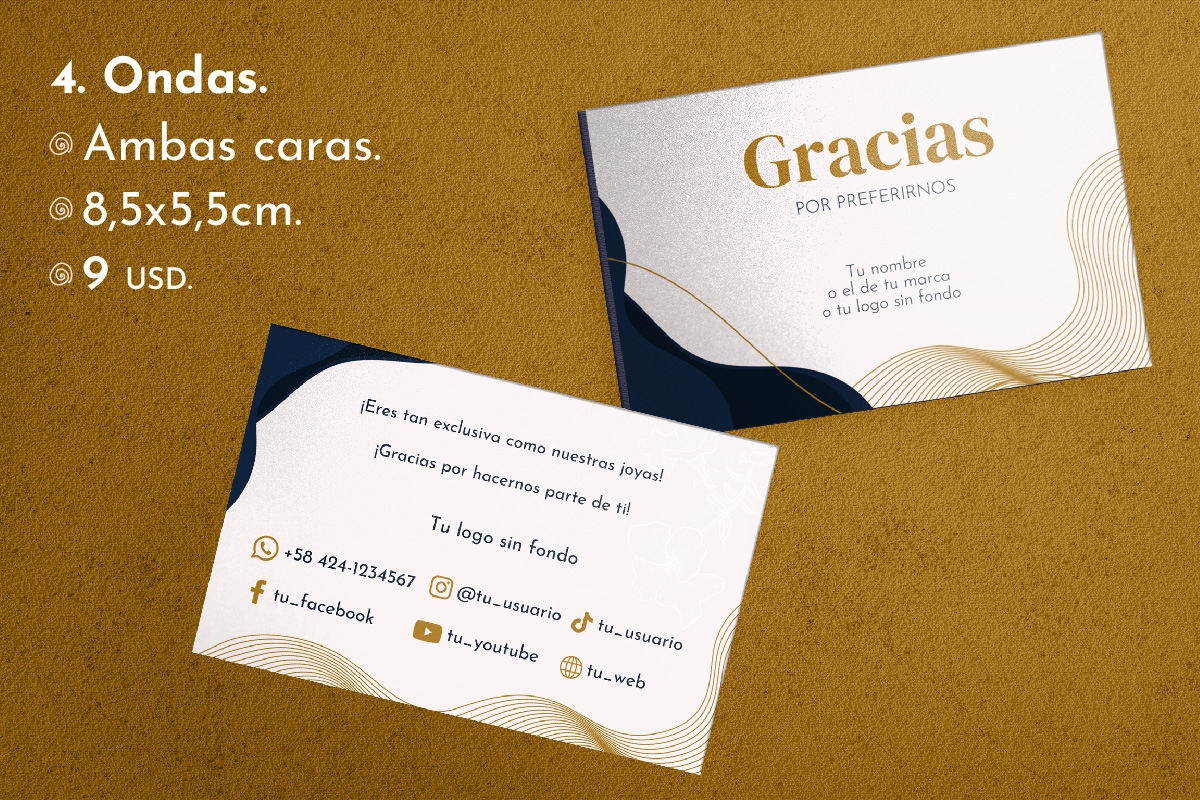 4. Ondas.
Ambas caras.
8,5x5,5cm.
9 USD.
Gracias
POR PREFERIRNOS
Tu nombre
o el de tu marca
o tu logo sin fondo
¡Eres tan exclusiva como nuestras joyas!
¡Gracias por hacernos parte de ti!
Tu logo sin fondo
+58 424-1234567 @tu_usuario tu_usuario
tu_facebook tu_youtube tu_web